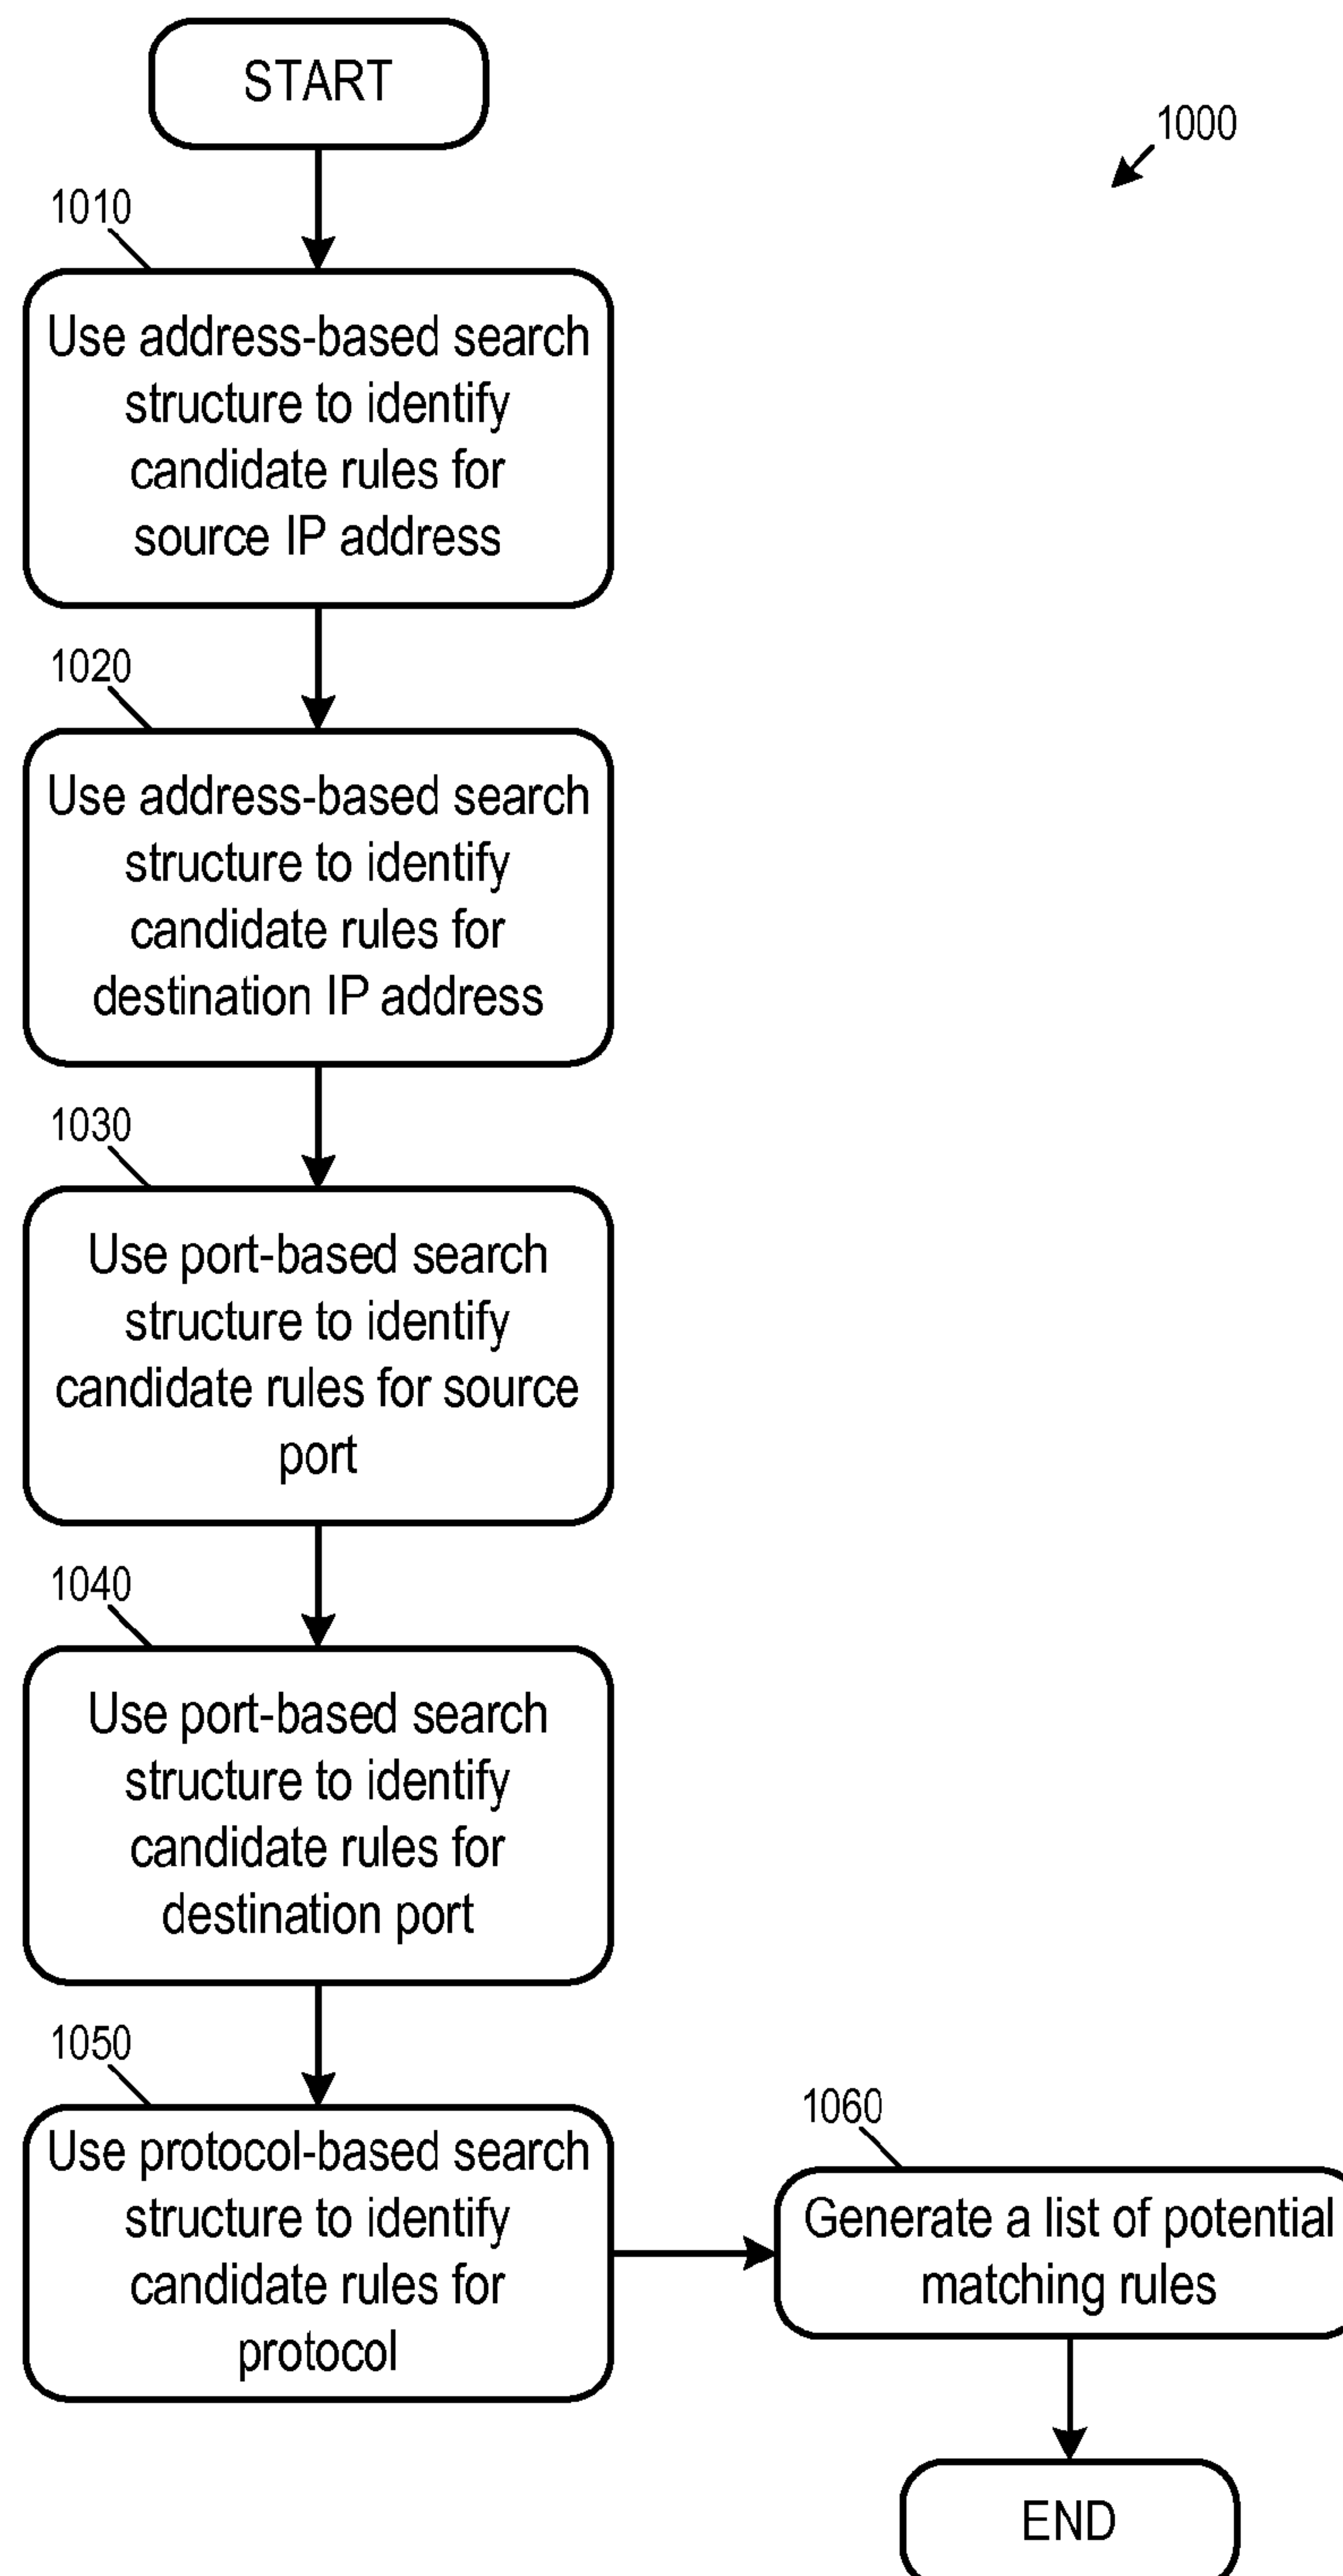 START
1000
1010
Use address-based search
structure to identify
candidate rules for
source IP address
1020
Use address-based search
structure to identify
candidate rules for
destination IP address
1030
Use port-based search
structure to identify
candidate rules for source
port
1040
Use port-based search
structure to identify
candidate rules for
destination port
1050
Use protocol-based search
structure to identify
candidate rules for
protocol
1060
Generate a list of potential
matching rules
END